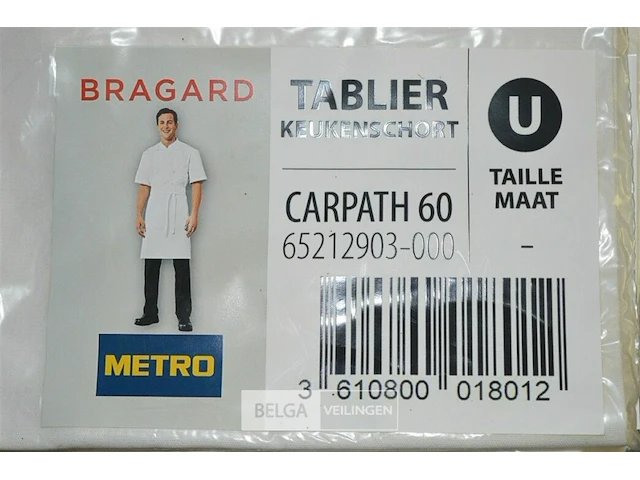 BRAGARD
METRO
TABLIER
KEUKENSCHORT
CARPATH 60
65212903-000
U
TAILLE
MAAT
-
3 610800 018012
BELGA VEILINGEN